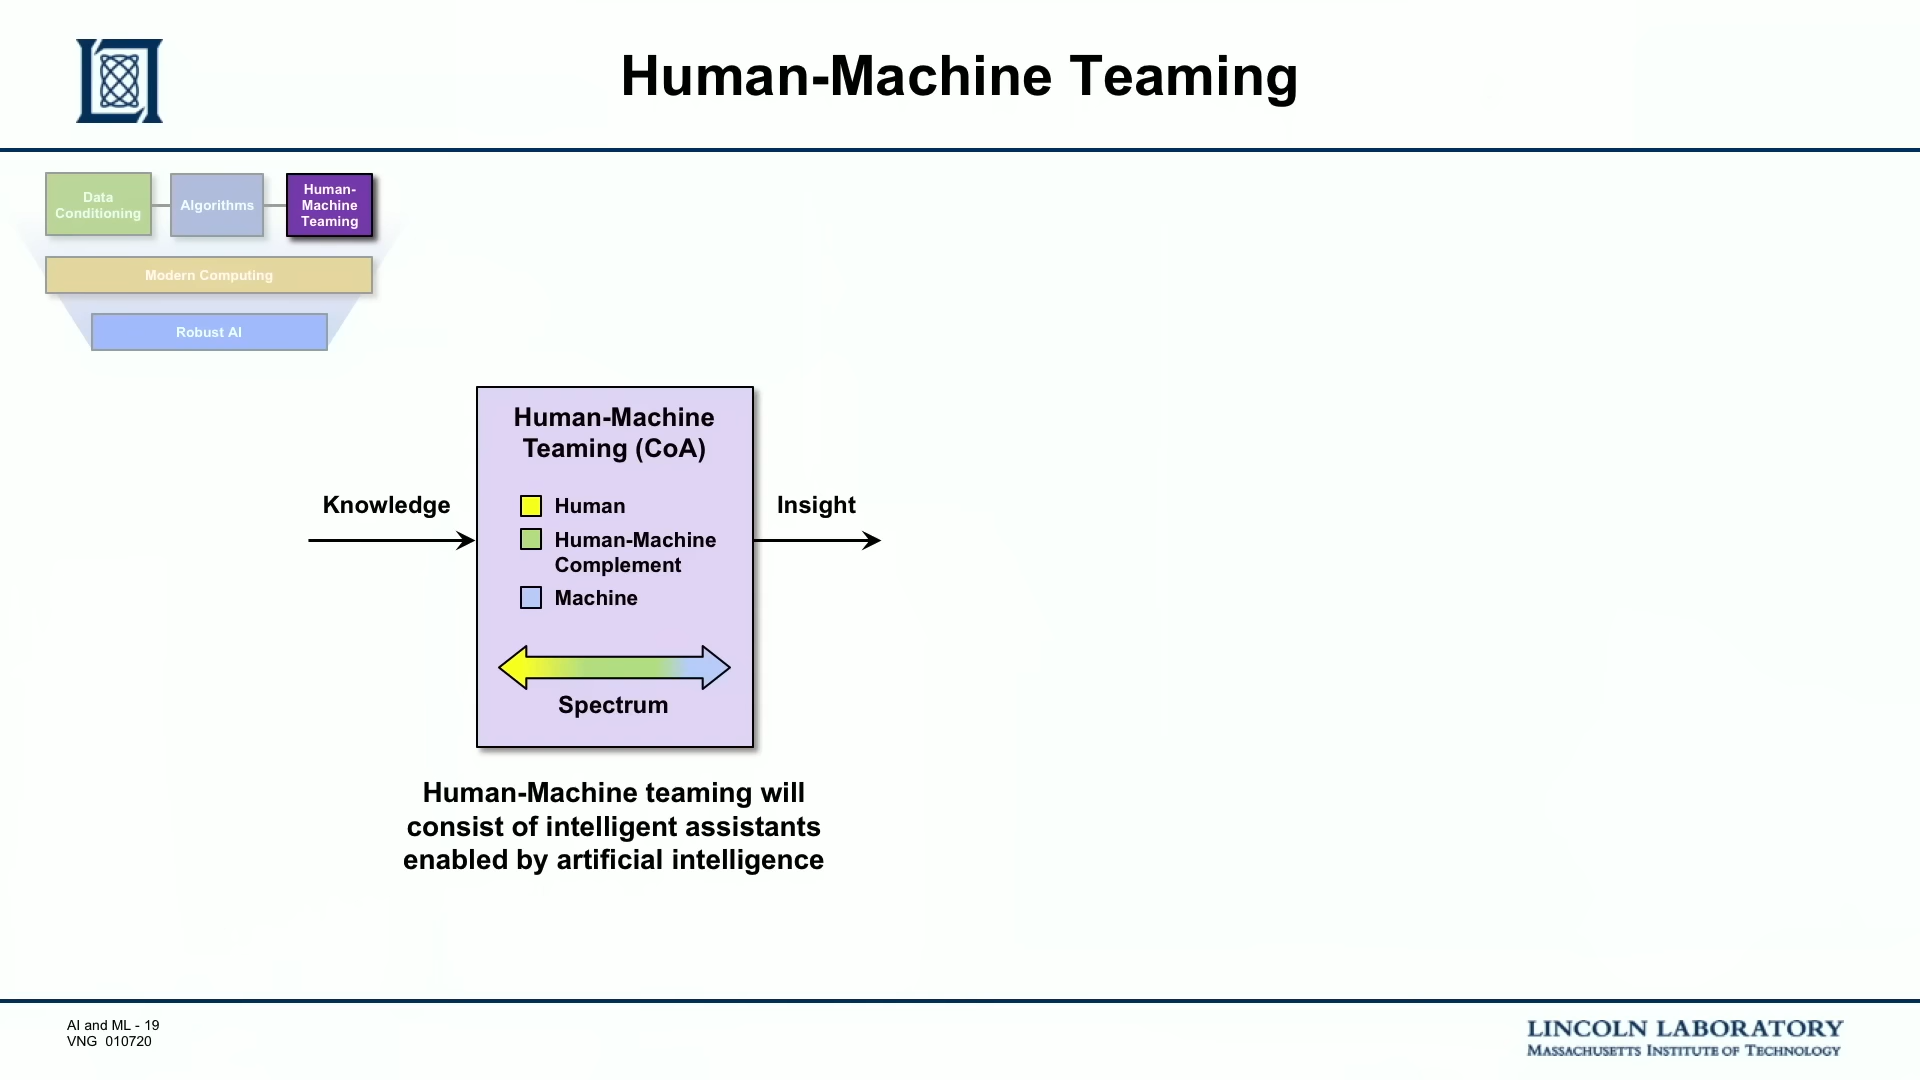 Human-Machine Teaming
Data
Conditioning
Algorithms
Human-
Machine
Teaming
Modern Computing
Robust AI
Human-Machine
Teaming (CoA)
Knowledge
Human
Human-Machine
Complement
Machine
Insight
Spectrum
Human-Machine teaming will
consist of intelligent assistants
enabled by artificial intelligence
AI and ML - 19
VNG 010720
LINCOLN LABORATORY
MASSACHUSETTS INSTITUTE OF TECHNOLOGY